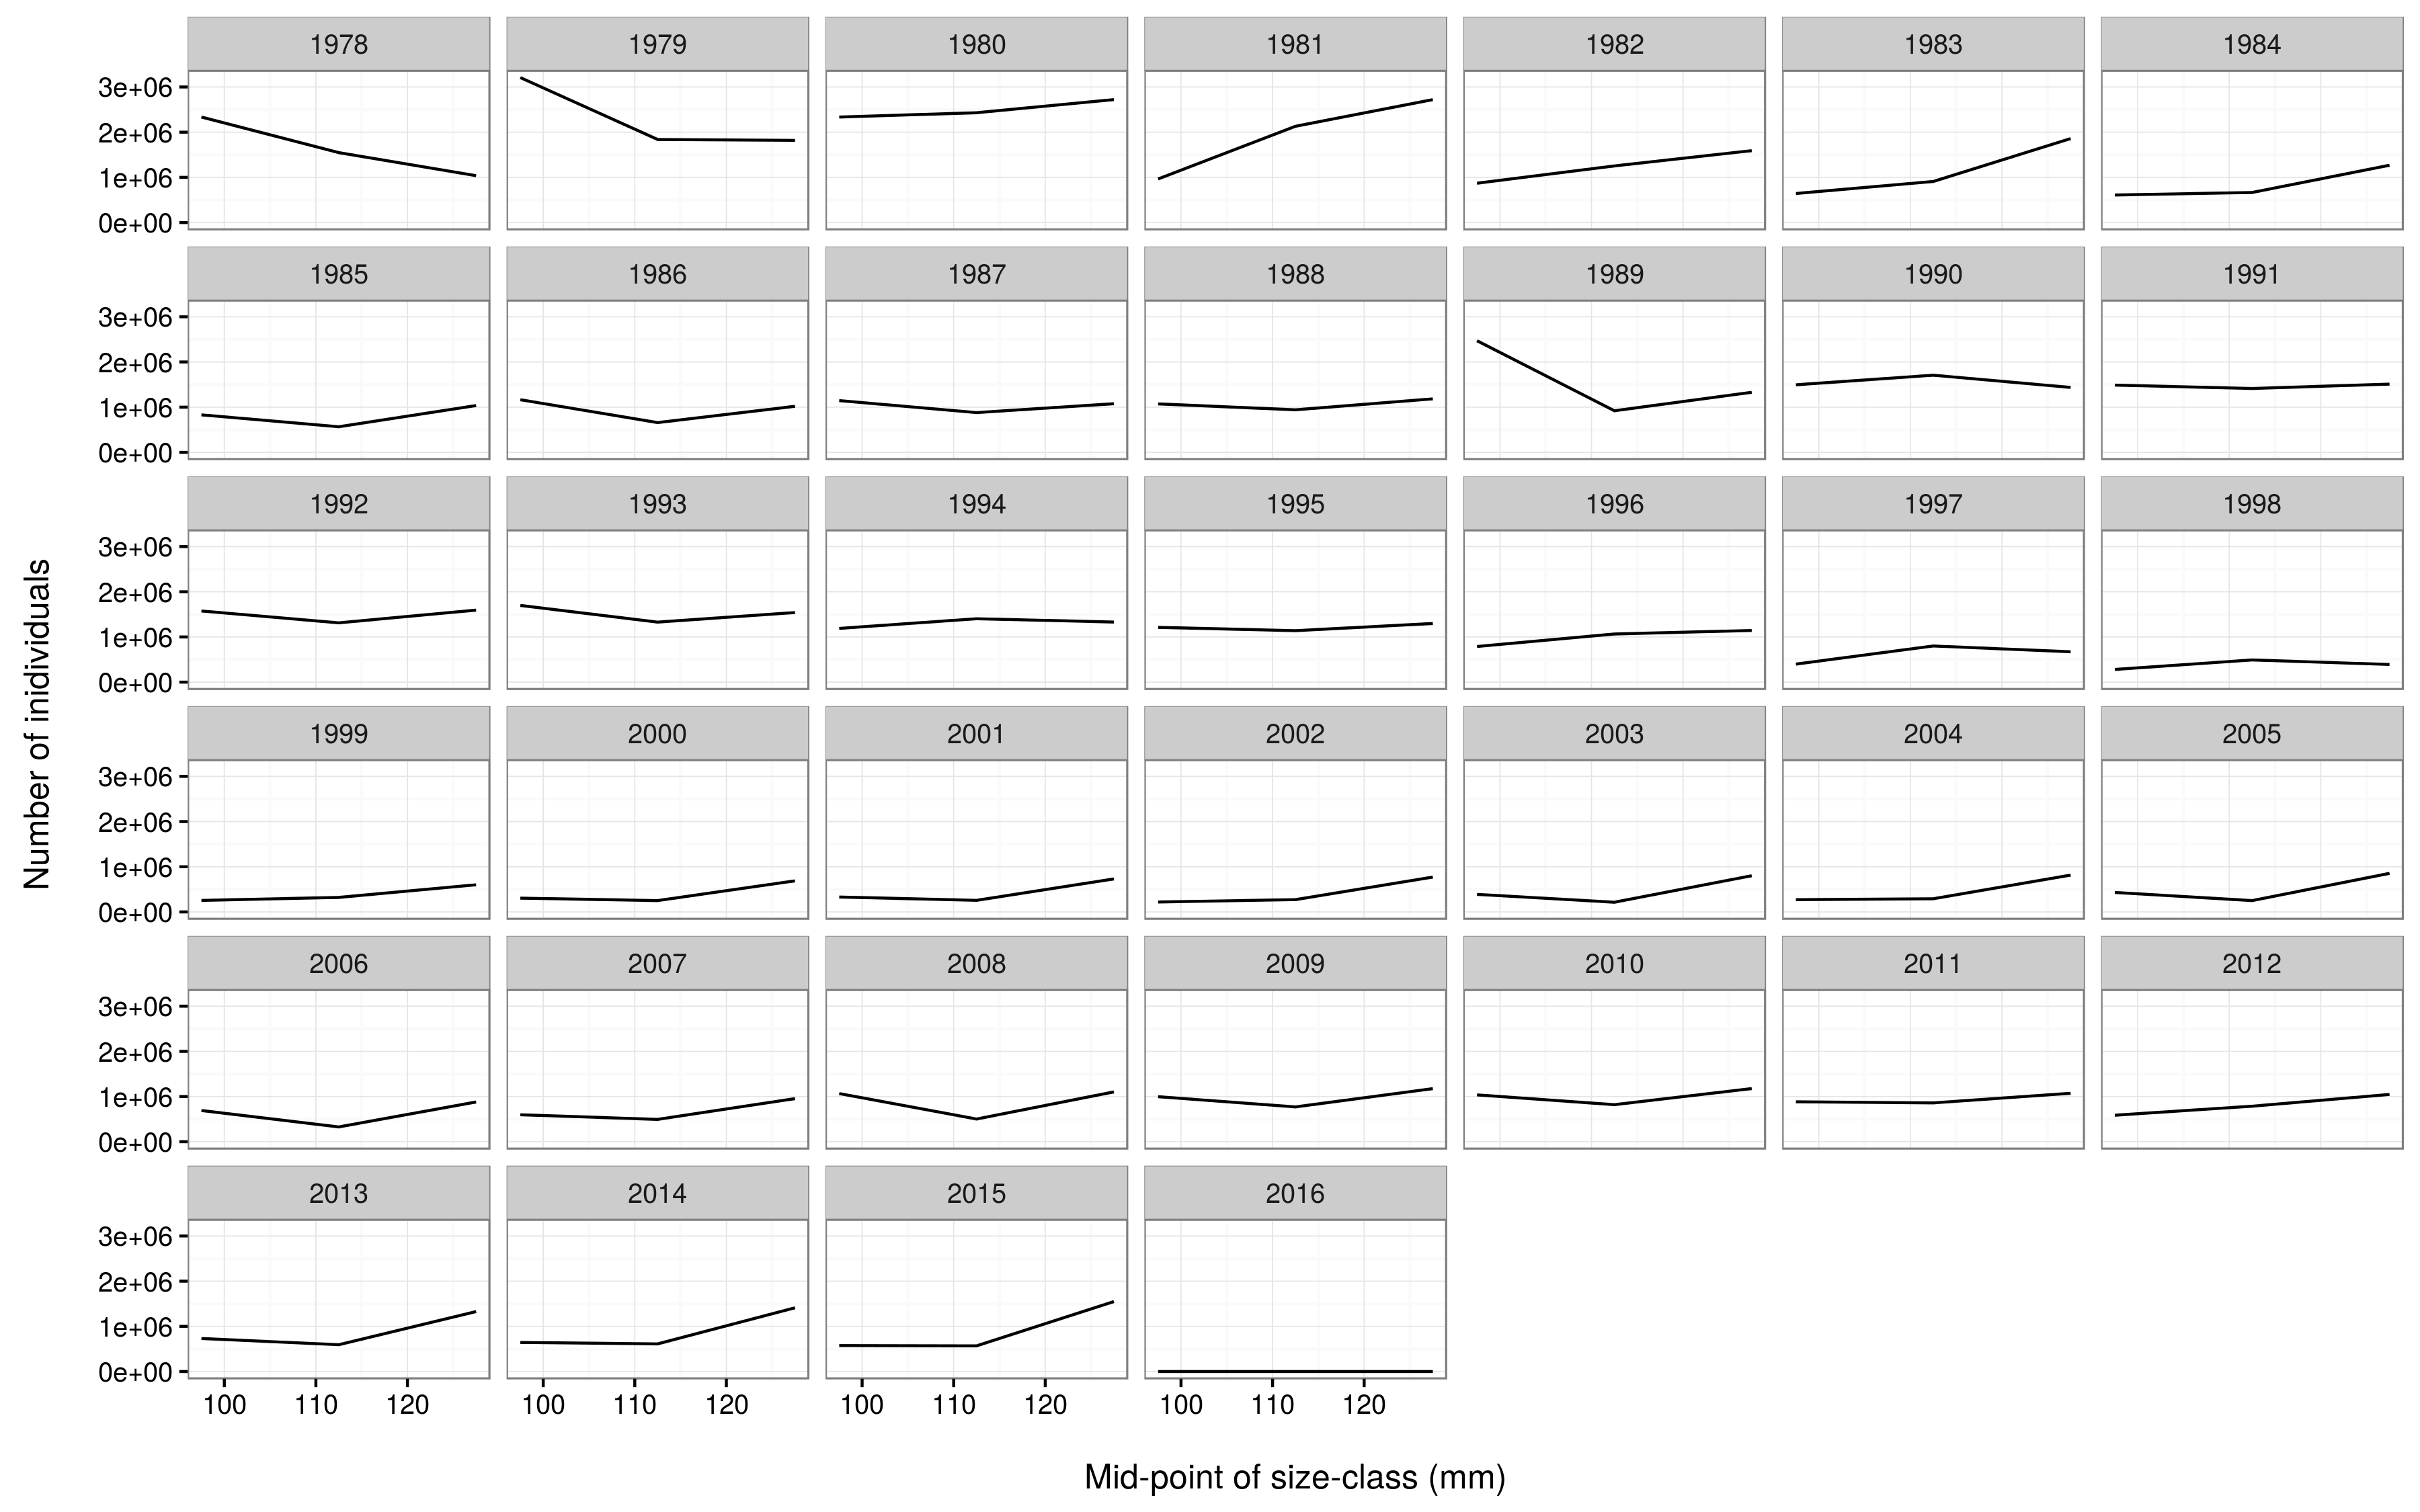 1978 1979 1980 1981 1982 1983 1984
3e+06
2e+06
1e+06
0e+00
1985 1986 1987 1988 1989 1990 1991
3e+06
2e+06
1e+06
0e+00
1992 1993 1994 1995 1996 1997 1998
3e+06
2e+06
1e+06
0e+00
1999 2000 2001 2002 2003 2004 2005
3e+06
2e+06
1e+06
0e+00
2006 2007 2008 2009 2010 2011 2012
3e+06
2e+06
1e+06
0e+00
2013 2014 2015 2016
3e+06
2e+06
1e+06
0e+00
100 110 120 100 110 120 100 110 120 100 110 120
Number of inidividuals
Mid-point of size-class (mm)